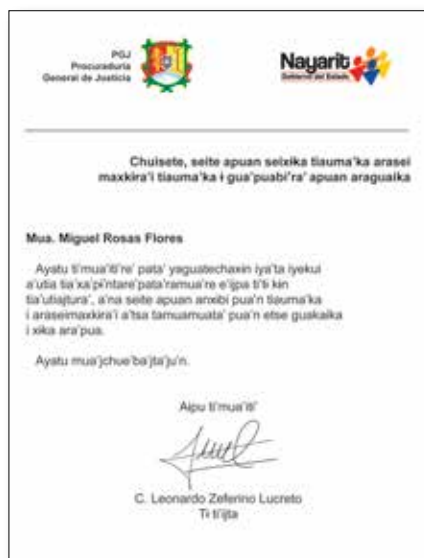 PGJ
Procuraduría
General de Justicia
Nayarit
Gobierno del Estado
Chuisete, seite apuan seixika tiauma'ka arasei
maxkira'i tiauma'ka ɨ gua'puabi'ra' apuan araguaika
Mua. Miguel Rosas Flores
Ayatu ti'mua'iti're' pata' yaguatechaxin iya'ta iyekui
a'utia tia'xa'pi'ntare'pata'ramua're e'ijpa ti'ti kin
tia'utiajtura', a'na seite apuan anxibi pua'n tiauma'ka
i araseimaxkira'i a'tsa tamuamuata' pua'n etse guakaika
i xika ara'pua.
Ayatu mua'jchue'ba'jta'ju'n.
Aipu ti'mua'iti'
C. Leonardo Zeferino Lucreto
Ti ti'ijta